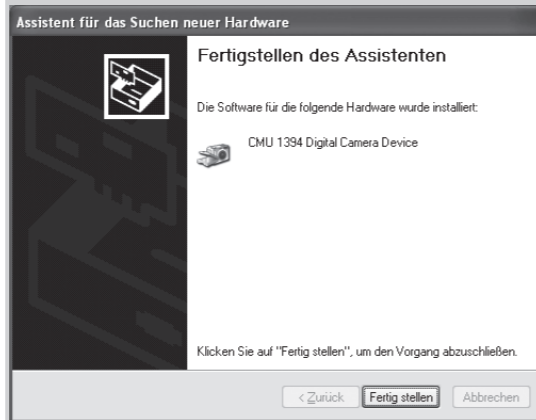 Assistent für das Suchen neuer Hardware
Fertigstellen des Assistenten
Die Software für die folgende Hardware wurde installiert:
CMU 1394 Digital Camera Device
Klicken Sie auf "Fertig stellen", um den Vorgang abzuschließen.
< Zurück
Fertig stellen
Abbrechen